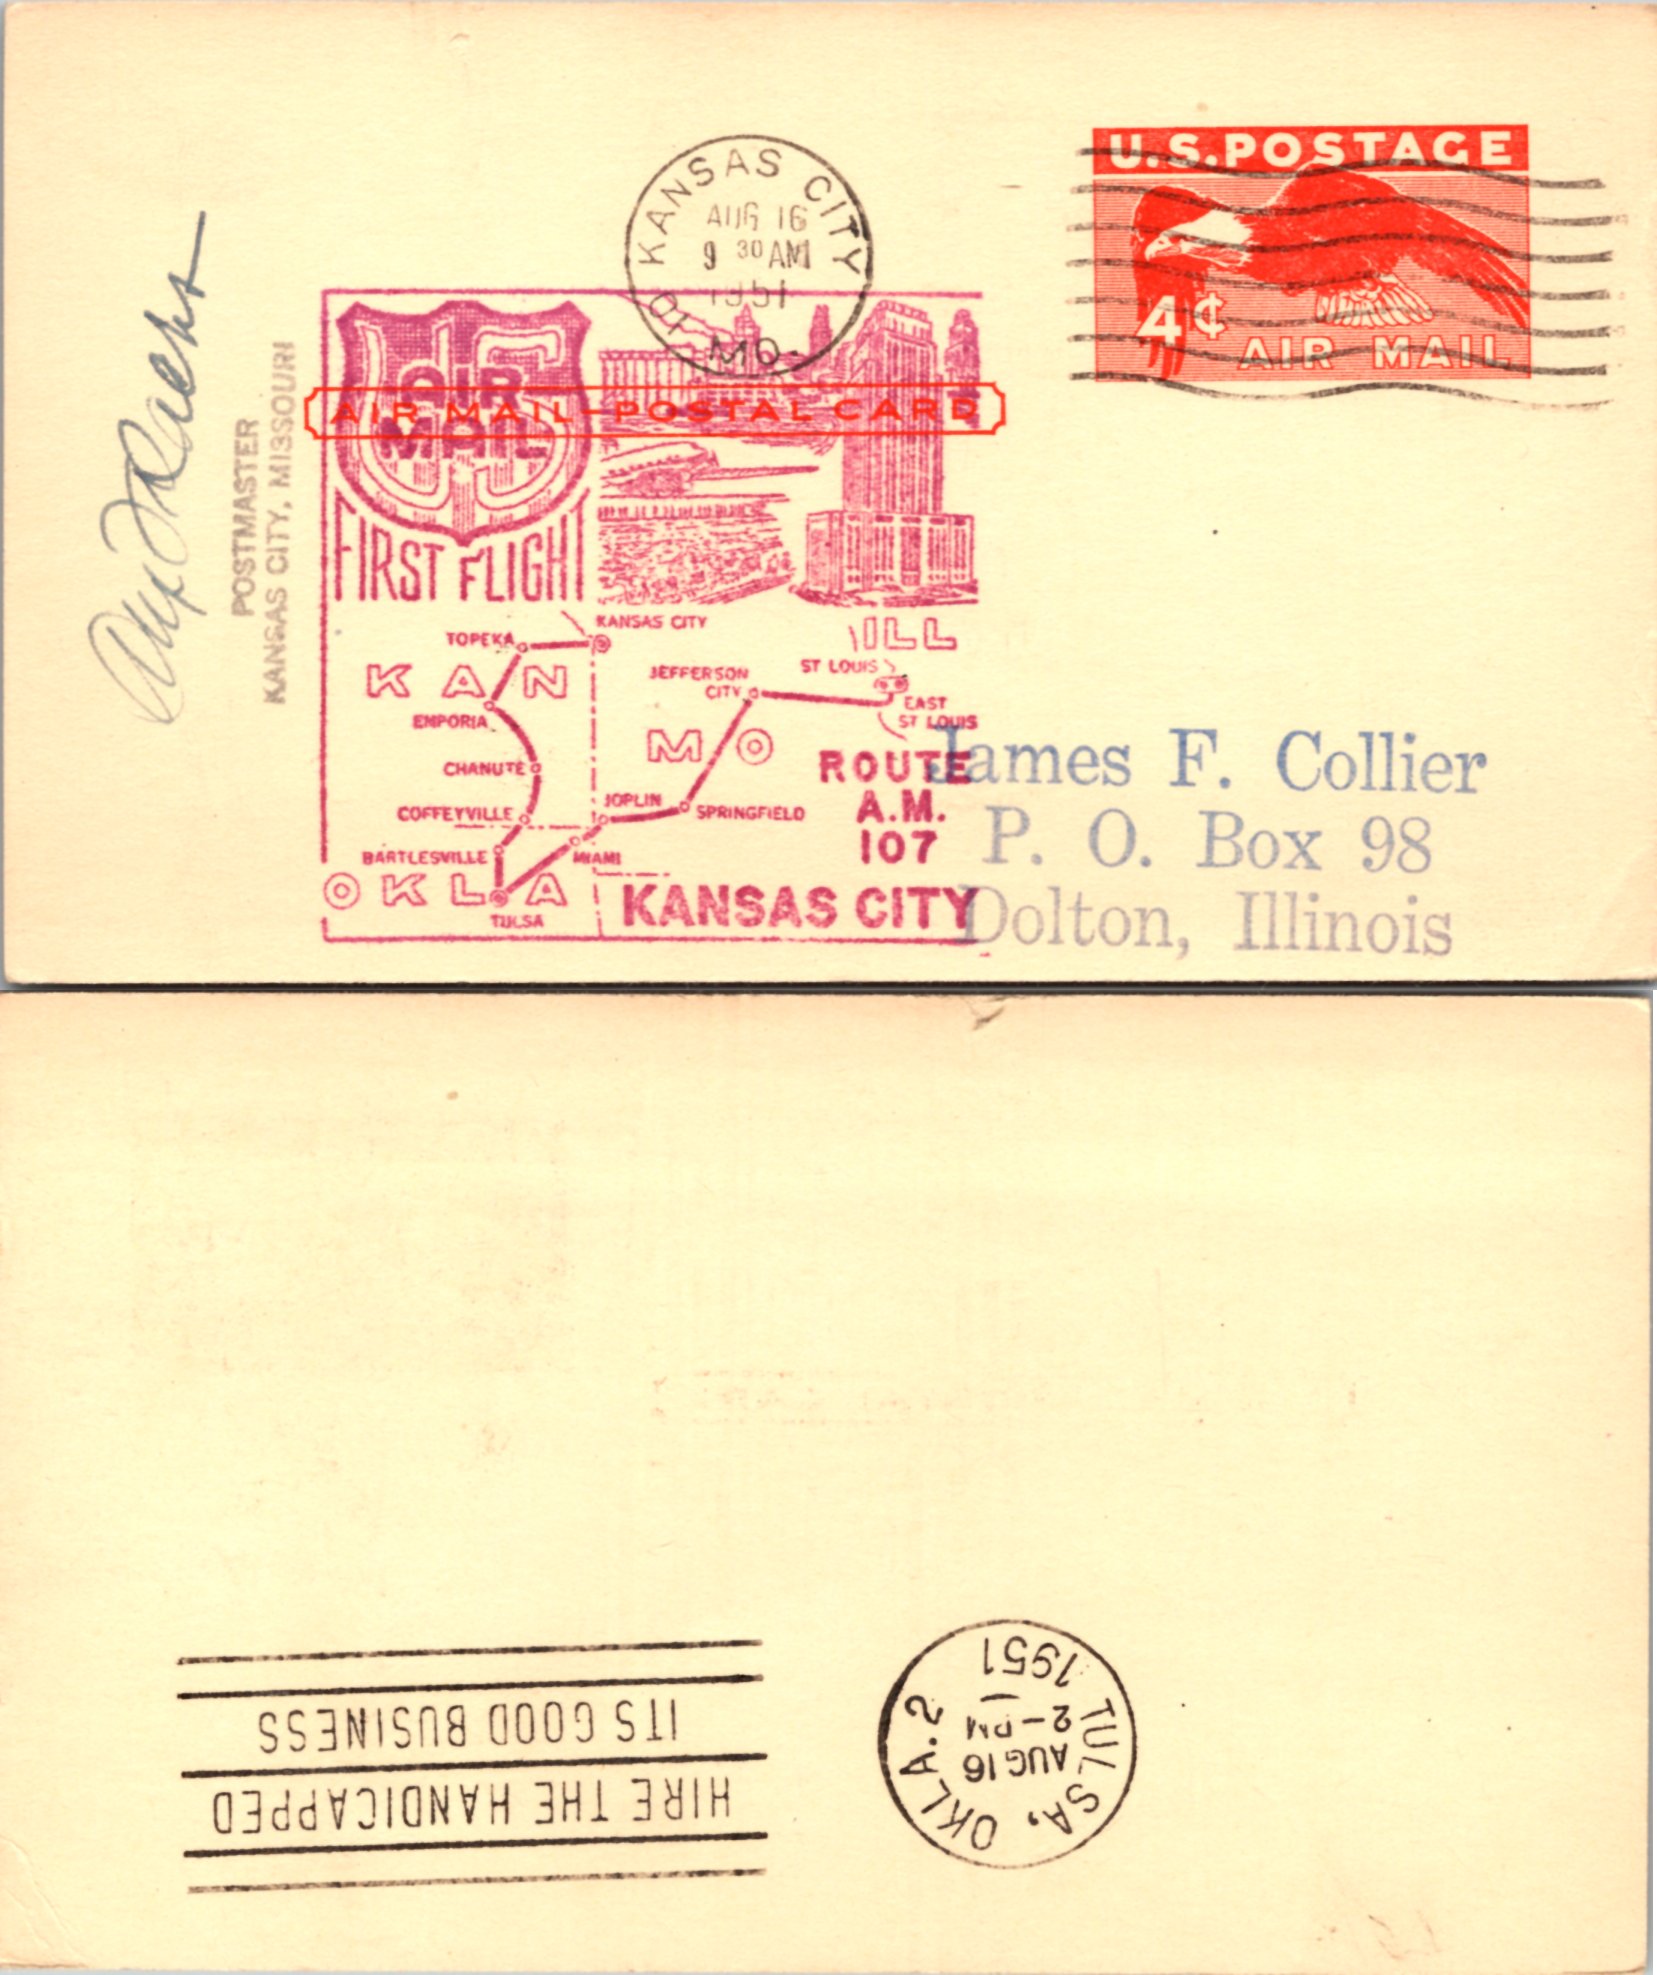 U.S. POSTAGE
4¢
AIR MAIL
KANSAS CITY
AUG 16
9 30 AM
1951
MO.
10
POSTMASTER
KANSAS CITY, MISSOURI
US
AIR
MAIL
AIR MAIL-POSTAL CARD
FIRST FLIGHT
KANSAS CITY
TOPEKA
ILL
KAN
JEFFERSON
CITY
ST LOUIS
EAST
ST LOUIS
EMPORIA
MO
CHANUTE
ROUTE
A.M.
107
JOPLIN
COFFEYVILLE
SPRINGFIELD
BARTLESVILLE
MIAMI
OKLA
TULSA
KANSAS CITY
James F. Collier
P. O. Box 98
Dolton, Illinois
TULSA, OKLA. 2
AUG 16
2 - PM
1951
HIRE THE HANDICAPPED
ITS GOOD BUSINESS